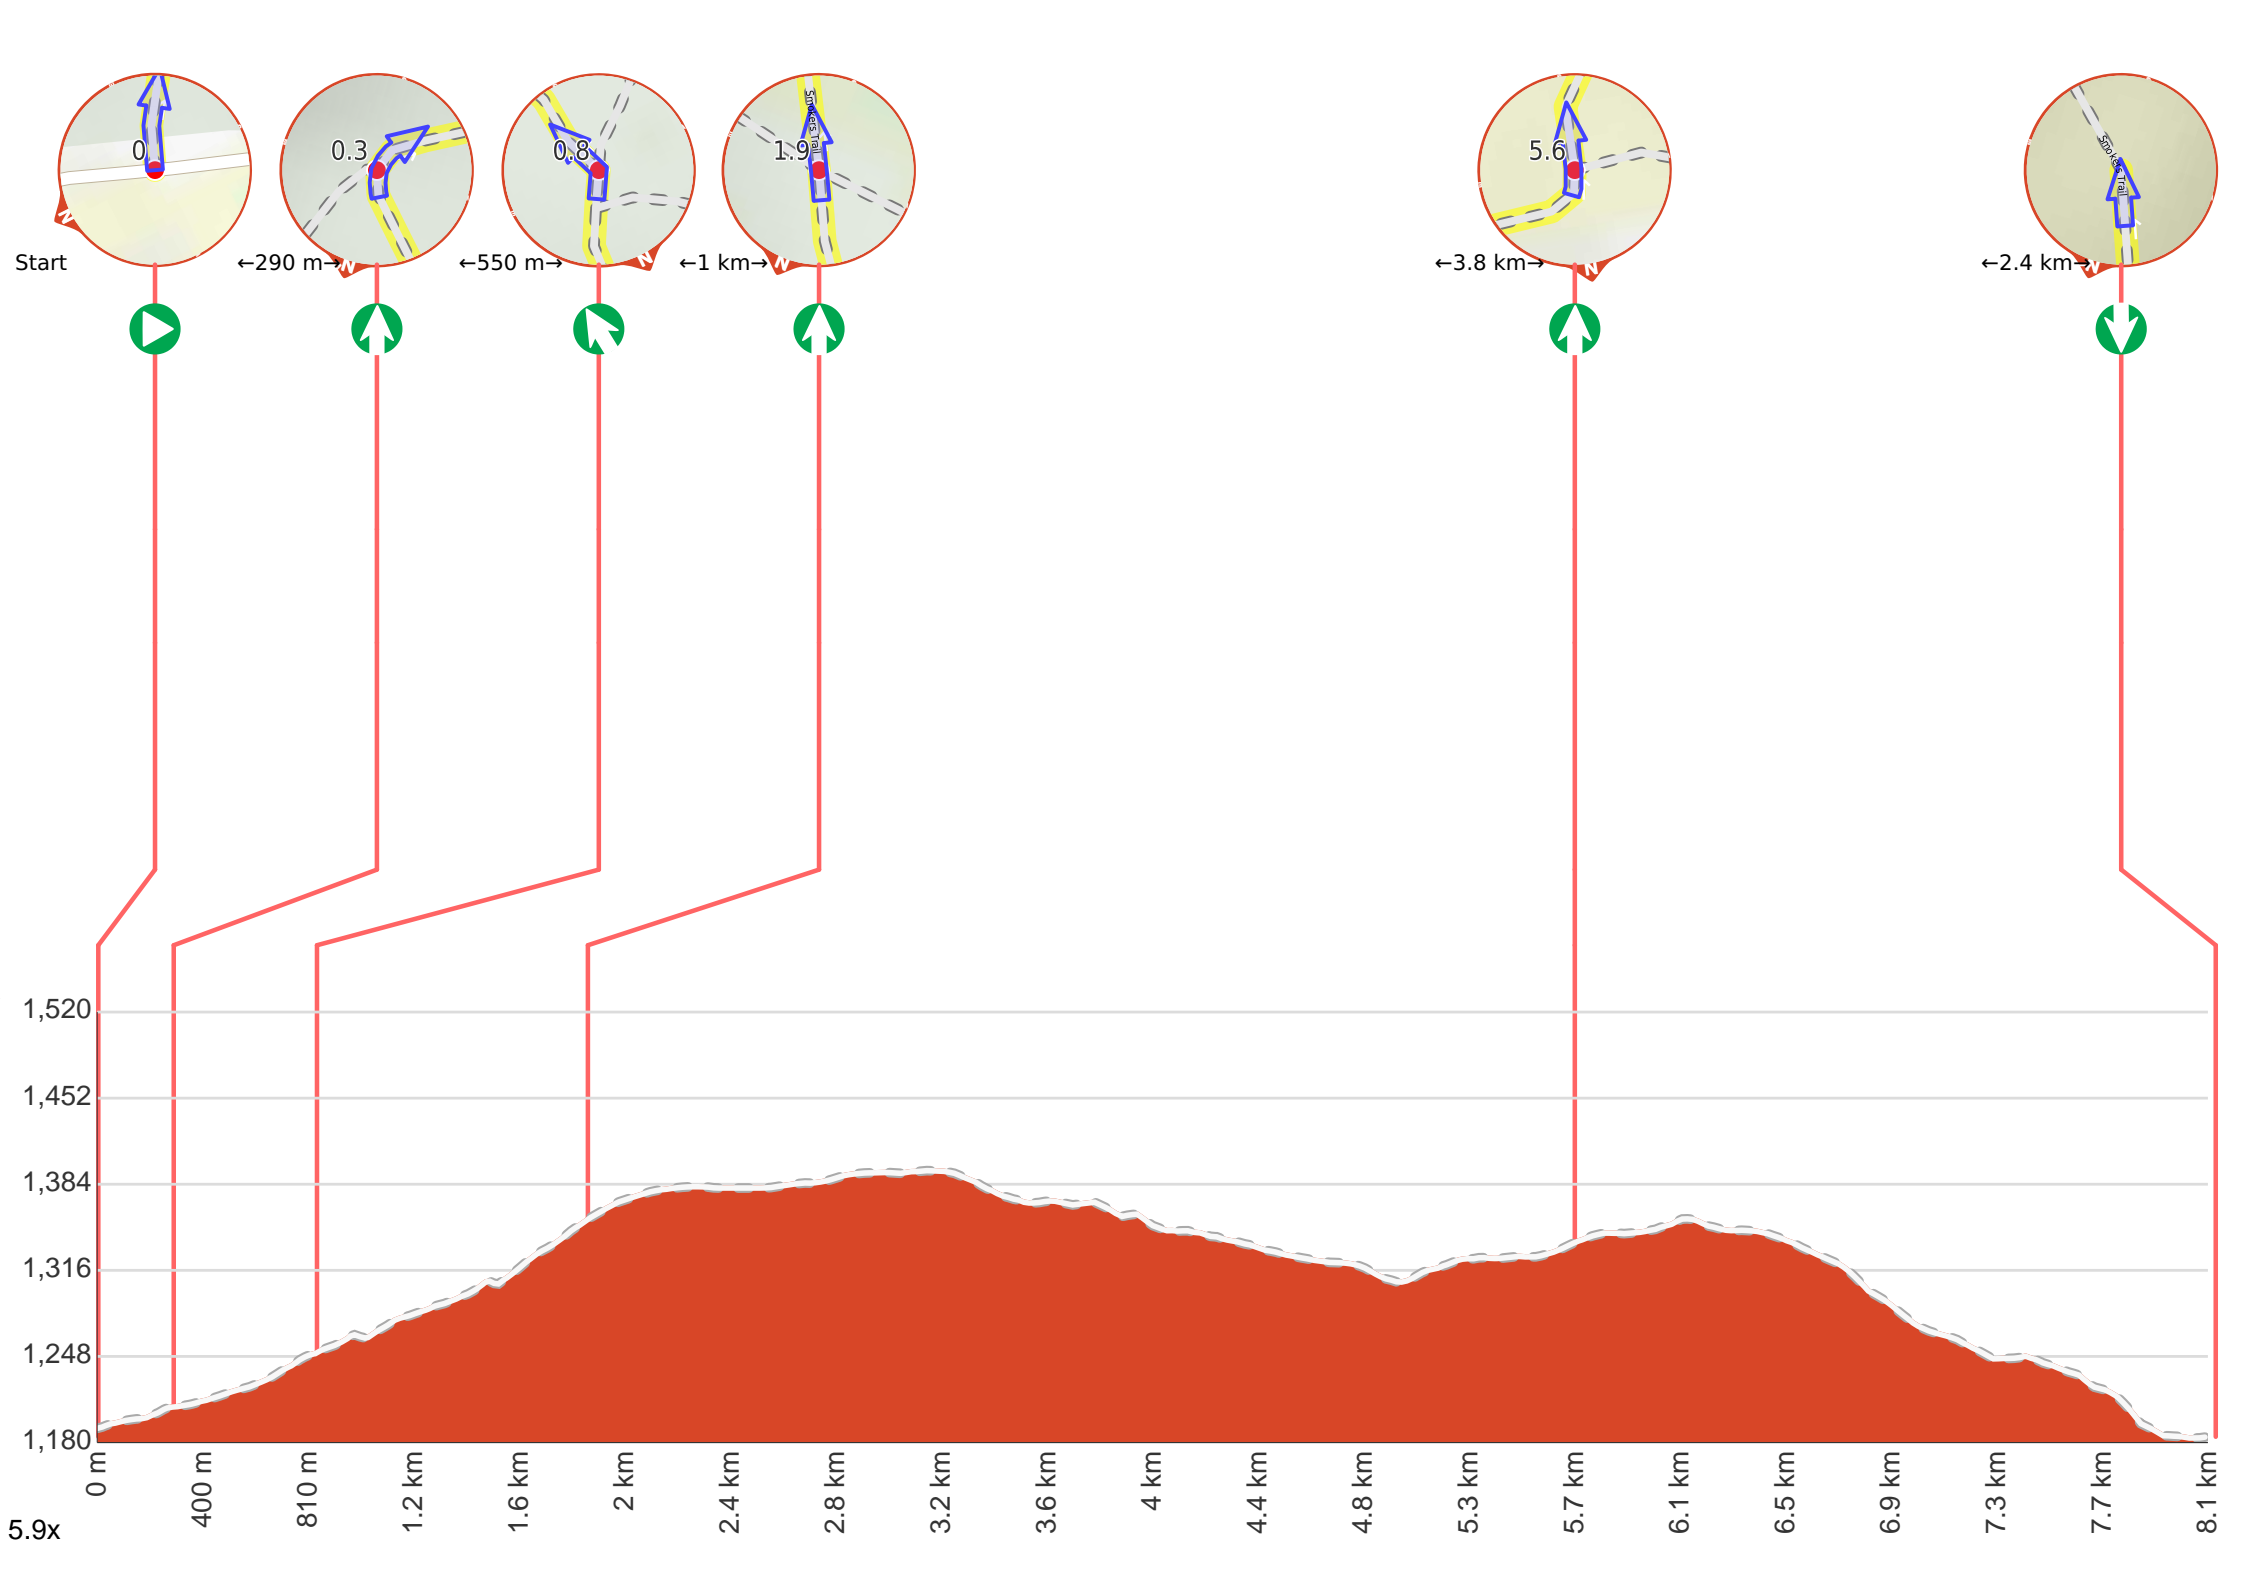 0
0.3
0.8
1.9
Smokers Trail
5.6
Smokers Trail
N
N
N
N
N
N
Start
←290 m→
←550 m→
←1 km→
←3.8 km→
←2.4 km→
1,520
1,452
1,384
1,316
1,248
1,180
0 m
400 m
810 m
1.2 km
1.6 km
2 km
2.4 km
2.8 km
3.2 km
3.6 km
4 km
4.4 km
4.8 km
5.3 km
5.7 km
6.1 km
6.5 km
6.9 km
7.3 km
7.7 km
8.1 km
5.9x